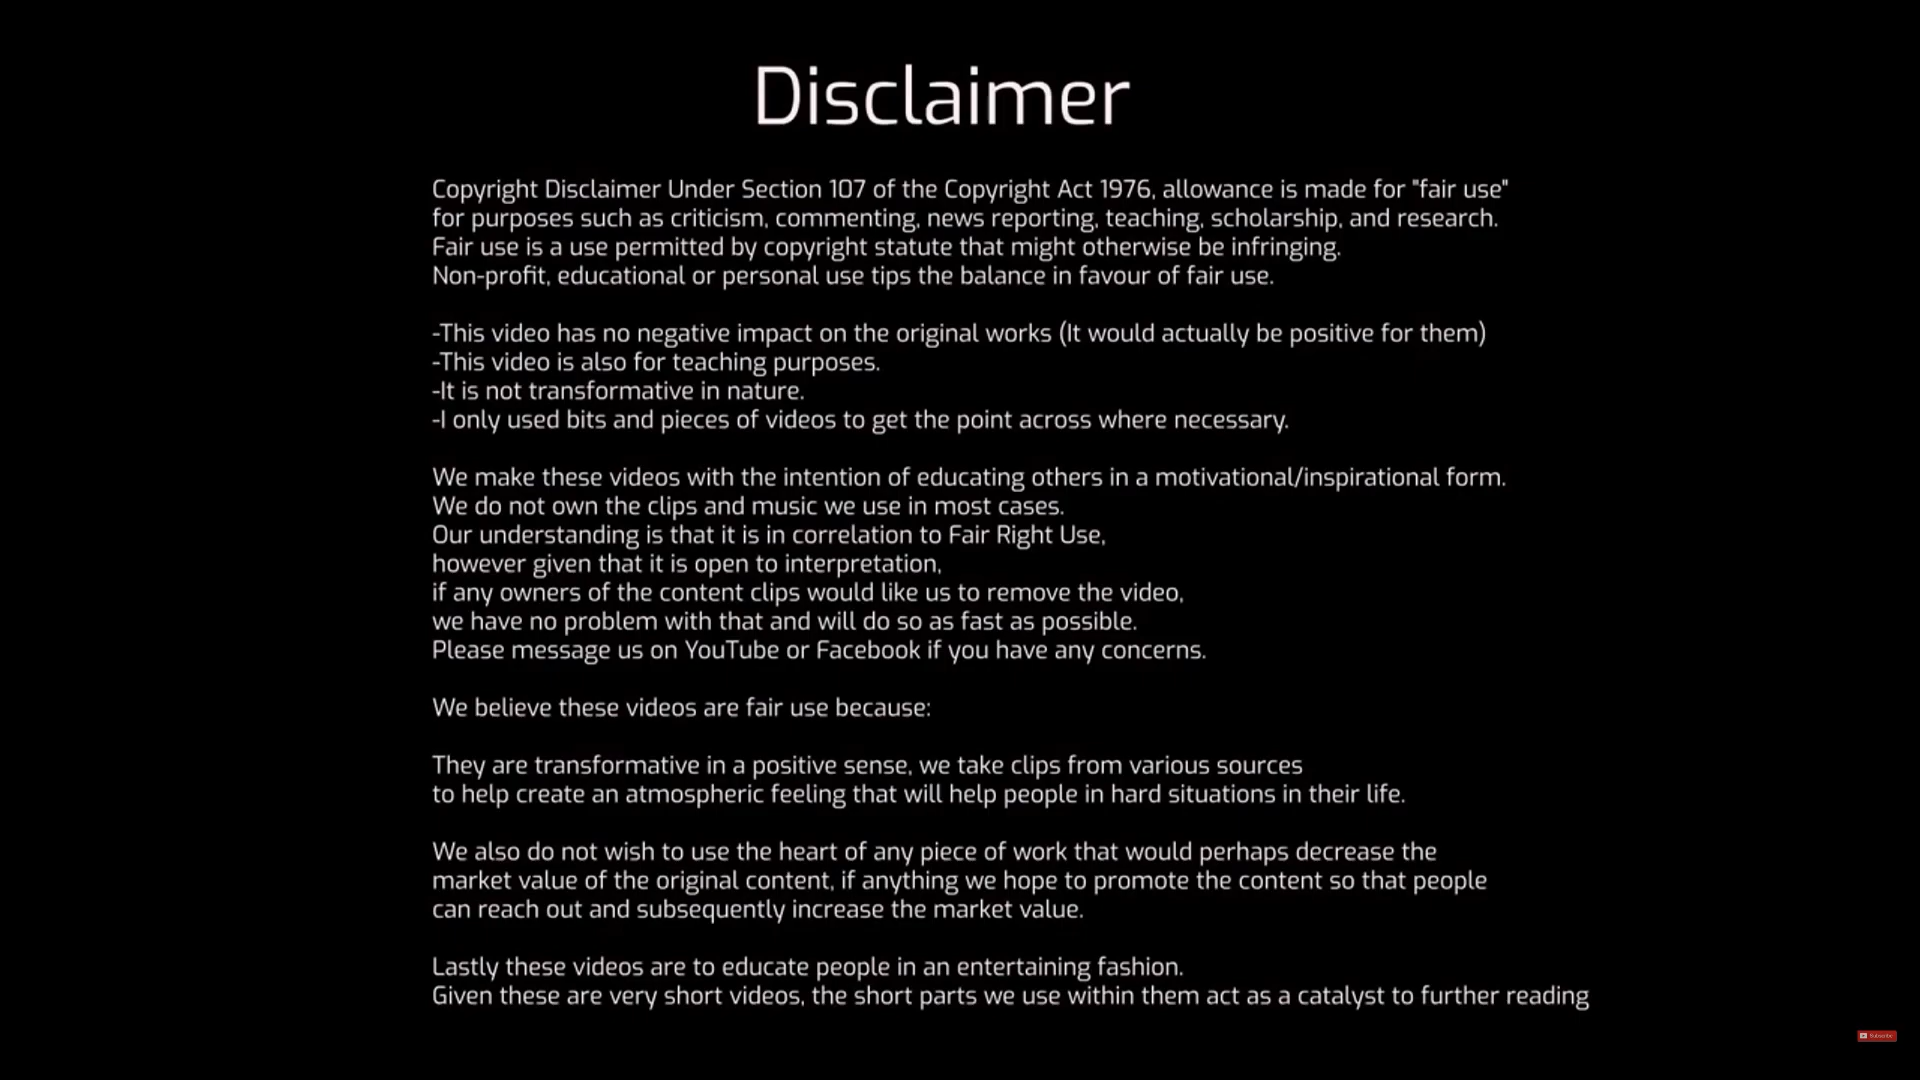 Disclaimer
Copyright Disclaimer Under Section 107 of the Copyright Act 1976, allowance is made for "fair use"
for purposes such as criticism, commenting, news reporting, teaching, scholarship, and research.
Fair use is a use permitted by copyright statute that might otherwise be infringing.
Non-profit, educational or personal use tips the balance in favour of fair use.
-This video has no negative impact on the original works (It would actually be positive for them)
-This video is also for teaching purposes.
-It is not transformative in nature.
-I only used bits and pieces of videos to get the point across where necessary.
We make these videos with the intention of educating others in a motivational/inspirational form.
We do not own the clips and music we use in most cases.
Our understanding is that it is in correlation to Fair Right Use,
however given that it is open to interpretation,
if any owners of the content clips would like us to remove the video,
we have no problem with that and will do so as fast as possible.
Please message us on YouTube or Facebook if you have any concerns.
We believe these videos are fair use because:
They are transformative in a positive sense, we take clips from various sources
to help create an atmospheric feeling that will help people in hard situations in their life.
We also do not wish to use the heart of any piece of work that would perhaps decrease the
market value of the original content, if anything we hope to promote the content so that people
can reach out and subsequently increase the market value.
Lastly these videos are to educate people in an entertaining fashion.
Given these are very short videos, the short parts we use within them act as a catalyst to further reading
Subscribe